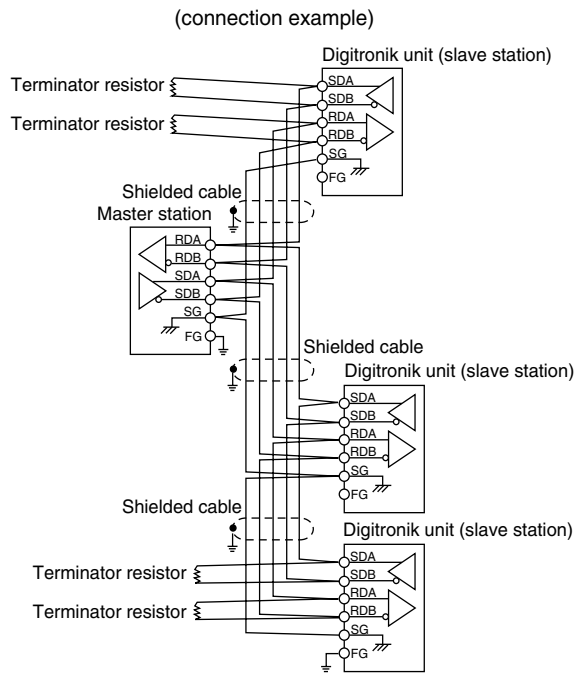 (connection example)
Digitronik unit (slave station)
Terminator resistor
SDA
SDB
Terminator resistor
RDA
RDB
SG
FG
Shielded cable
Master station
RDA
RDB
SDA
SDB
SG
FG
Shielded cable
Digitronik unit (slave station)
SDA
SDB
RDA
RDB
SG
FG
Shielded cable
Digitronik unit (slave station)
SDA
Terminator resistor
SDB
RDA
Terminator resistor
RDB
SG
FG